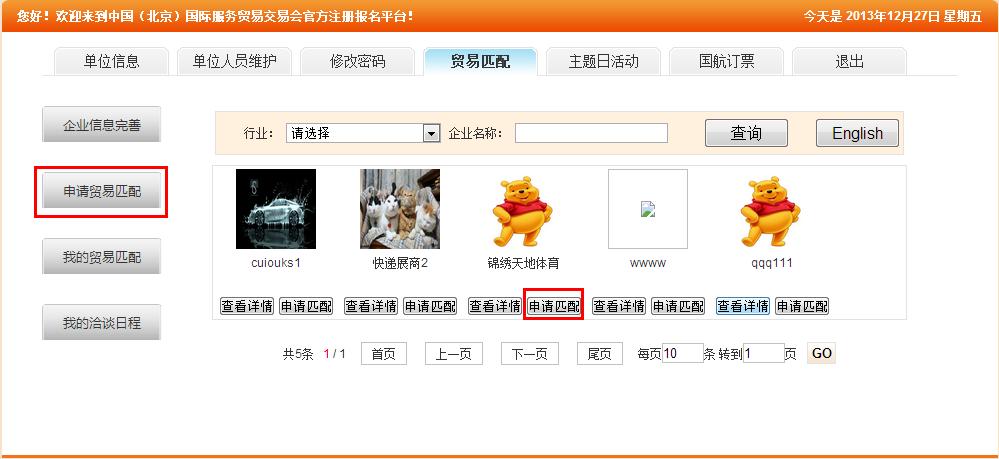 您好！欢迎来到中国（北京）国际服务贸易交易会官方注册报名平台！ 今天是 2013年12月27日 星期五
单位信息 单位人员维护 修改密码 贸易匹配 主题日活动 国航订票 退出
企业信息完善
申请贸易匹配
我的贸易匹配
我的洽谈日程
行业： 请选择 企业名称： 查询 English
cuiouks1 快递展商2 锦绣天地体育 wwww qqq111
查看详情 申请匹配 查看详情 申请匹配 查看详情 申请匹配 查看详情 申请匹配 查看详情 申请匹配
共5条 1 / 1 首页 上一页 下一页 尾页 每页10条 转到1页 GO